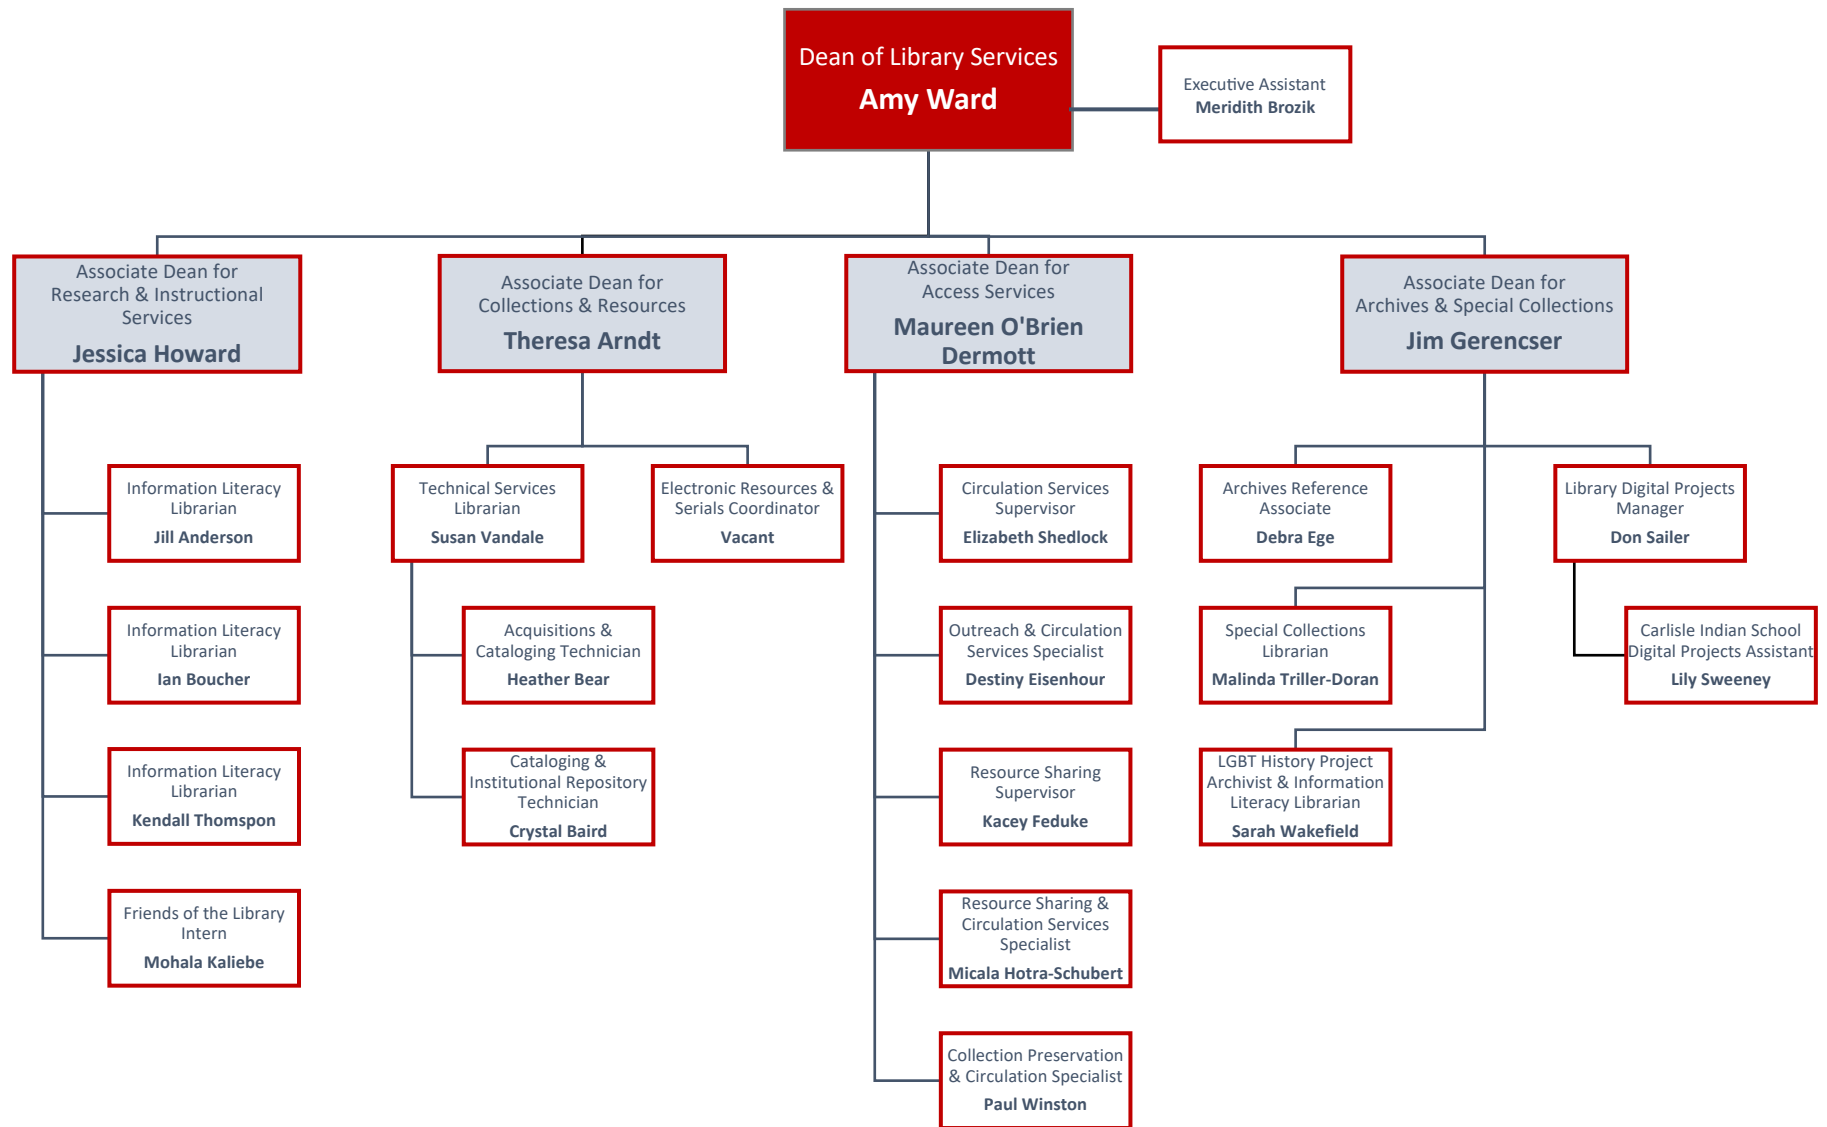 Dean of Library Services
Amy Ward
Executive Assistant
Meridith Brozik
Associate Dean for
Research & Instructional
Services
Jessica Howard
Associate Dean for
Collections & Resources
Theresa Arndt
Associate Dean for
Access Services
Maureen O'Brien
Dermott
Associate Dean for
Archives & Special Collections
Jim Gerencser
Information Literacy
Librarian
Jill Anderson
Information Literacy
Librarian
Ian Boucher
Information Literacy
Librarian
Kendall Thomspon
Friends of the Library
Intern
Mohala Kaliebe
Technical Services
Librarian
Susan Vandale
Electronic Resources &
Serials Coordinator
Vacant
Acquisitions &
Cataloging Technician
Heather Bear
Cataloging &
Institutional Repository
Technician
Crystal Baird
Circulation Services
Supervisor
Elizabeth Shedlock
Outreach & Circulation
Services Specialist
Destiny Eisenhour
Resource Sharing
Supervisor
Kacey Feduke
Resource Sharing &
Circulation Services
Specialist
Micala Hotra-Schubert
Collection Preservation
& Circulation Specialist
Paul Winston
Archives Reference
Associate
Debra Ege
Special Collections
Librarian
Malinda Triller-Doran
LGBT History Project
Archivist & Information
Literacy Librarian
Sarah Wakefield
Library Digital Projects
Manager
Don Sailer
Carlisle Indian School
Digital Projects Assistant
Lily Sweeney